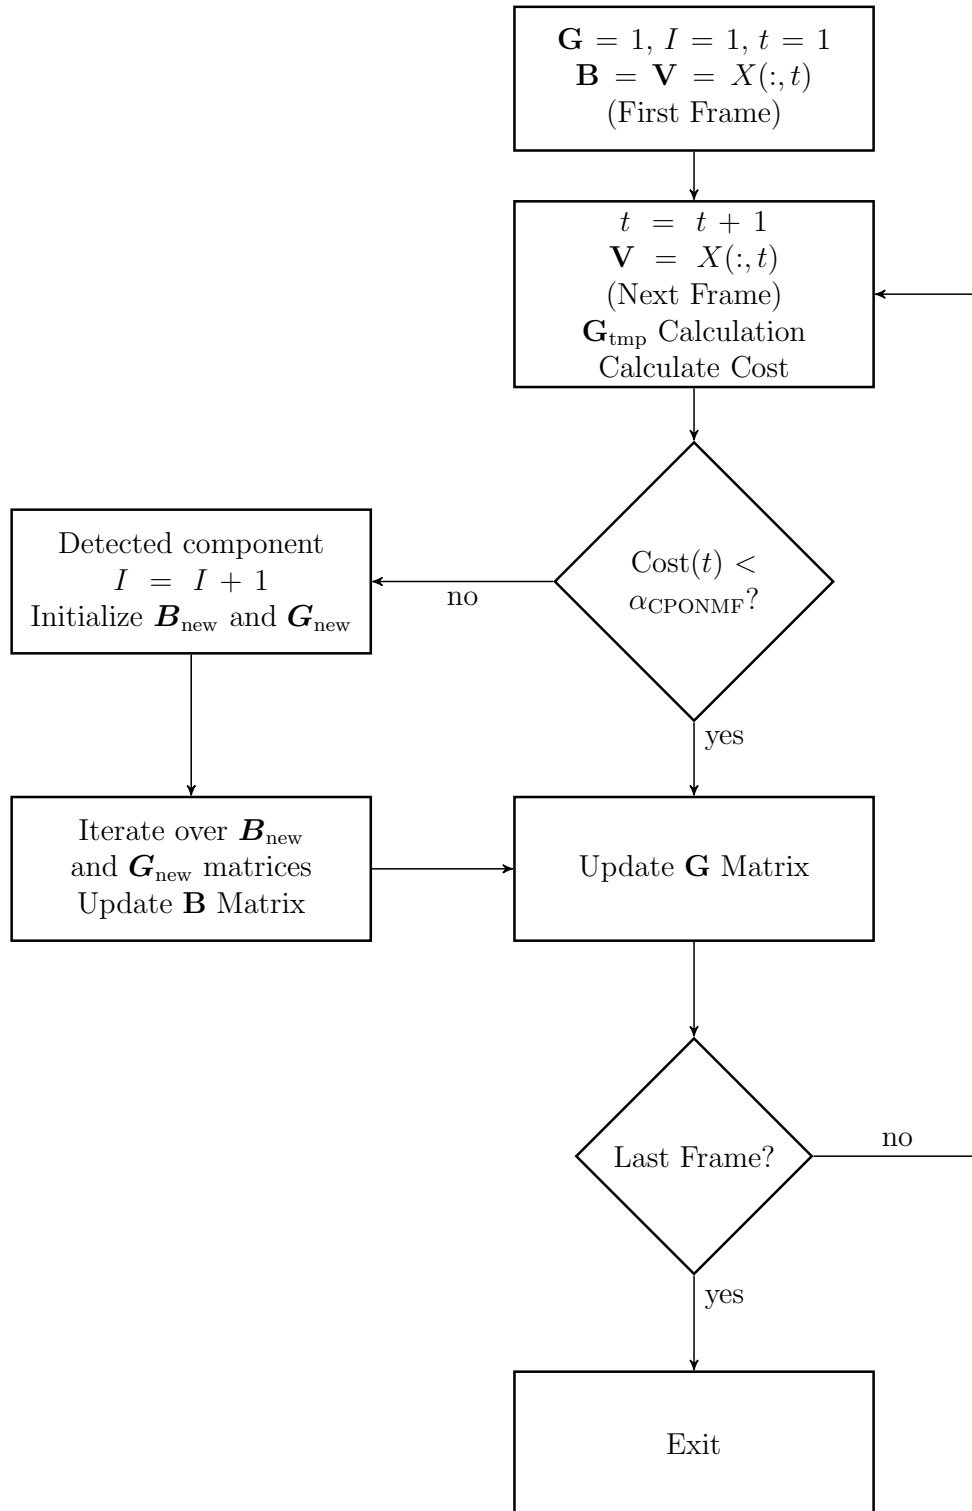 G = 1, I = 1, t = 1
B = V = X(:, t)
(First Frame)
t = t + 1
V = X(:, t)
(Next Frame)
G_tmp Calculation
Calculate Cost
Cost(t) <
α_CPONMF?
no
yes
Detected component
I = I + 1
Initialize B_new and G_new
Iterate over B_new
and G_new matrices
Update B Matrix
Update G Matrix
Last Frame?
no
yes
Exit